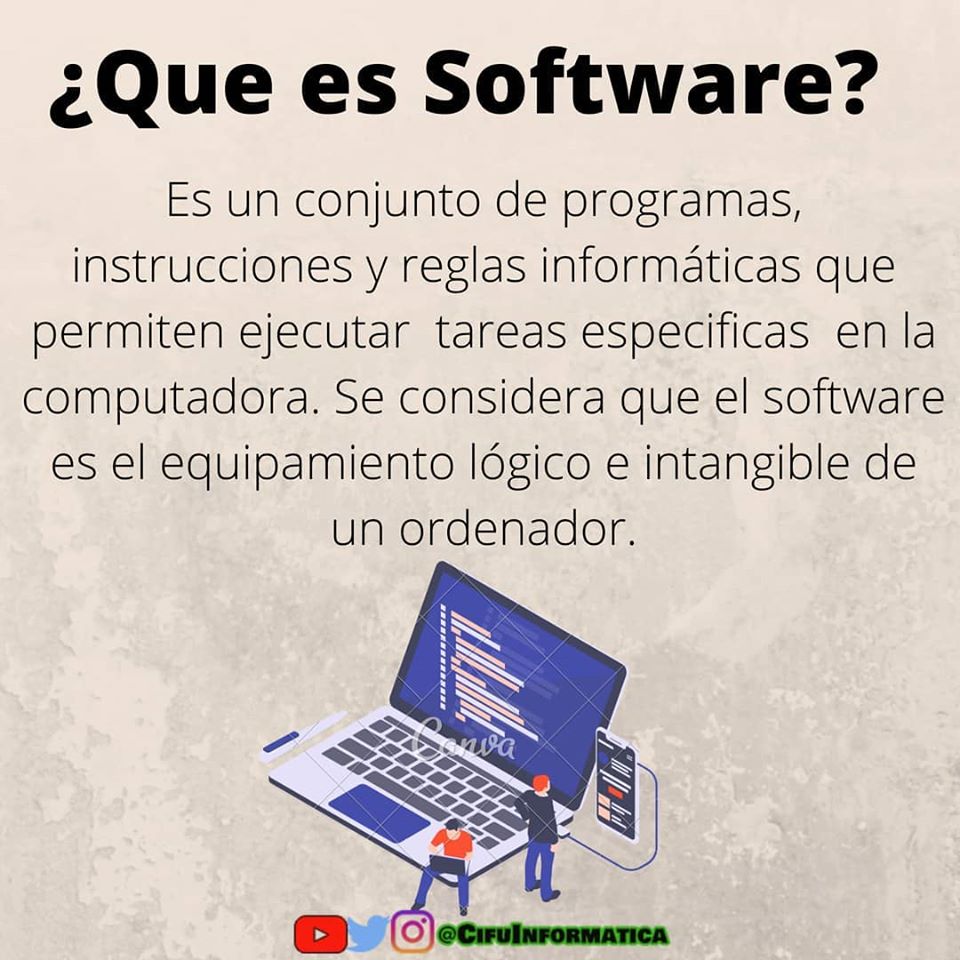 ¿Que es Software?
Es un conjunto de programas,
instrucciones y reglas informáticas que
permiten ejecutar tareas especificas en la
computadora. Se considera que el software
es el equipamiento lógico e intangible de
un ordenador.
Canva
@CifuInformatica